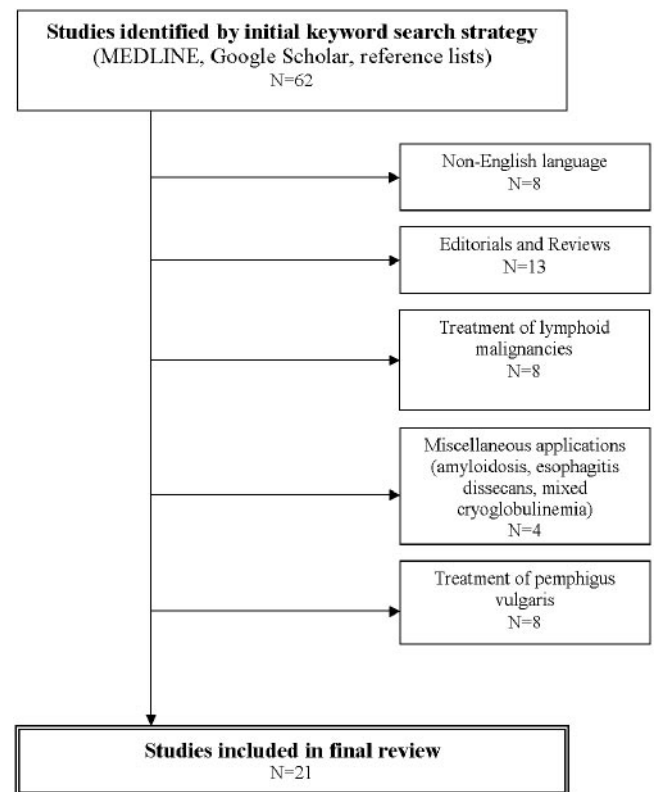 Studies identified by initial keyword search strategy
(MEDLINE, Google Scholar, reference lists)
N=62
Non-English language
N=8
Editorials and Reviews
N=13
Treatment of lymphoid
malignancies
N=8
Miscellaneous applications
(amyloidosis, esophagitis
dissecans, mixed
cryoglobulinemia)
N=4
Treatment of pemphigus
vulgaris
N=8
Studies included in final review
N=21